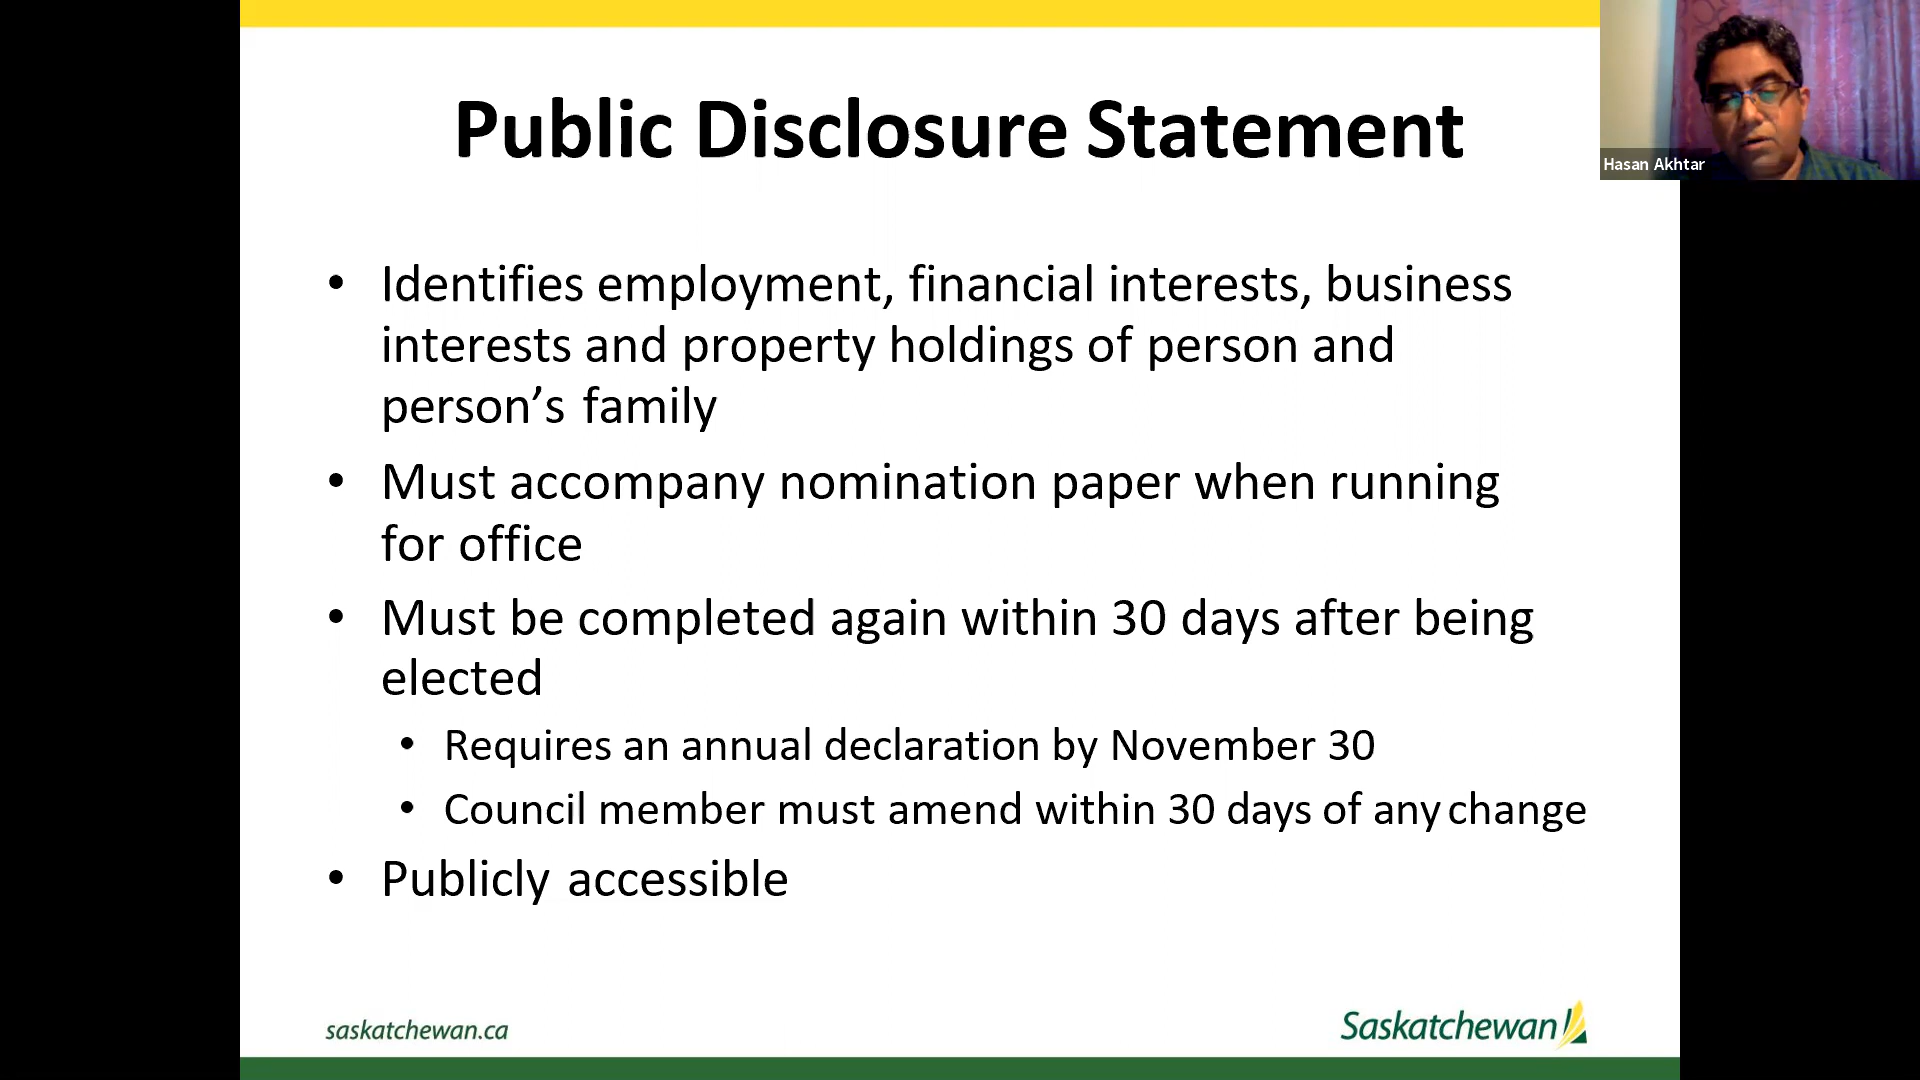 Public Disclosure Statement
Hasan Akhtar
• Identifies employment, financial interests, business
interests and property holdings of person and
person’s family
• Must accompany nomination paper when running
for office
• Must be completed again within 30 days after being
elected
• Requires an annual declaration by November 30
• Council member must amend within 30 days of any change
• Publicly accessible
saskatchewan.ca
Saskatchewan